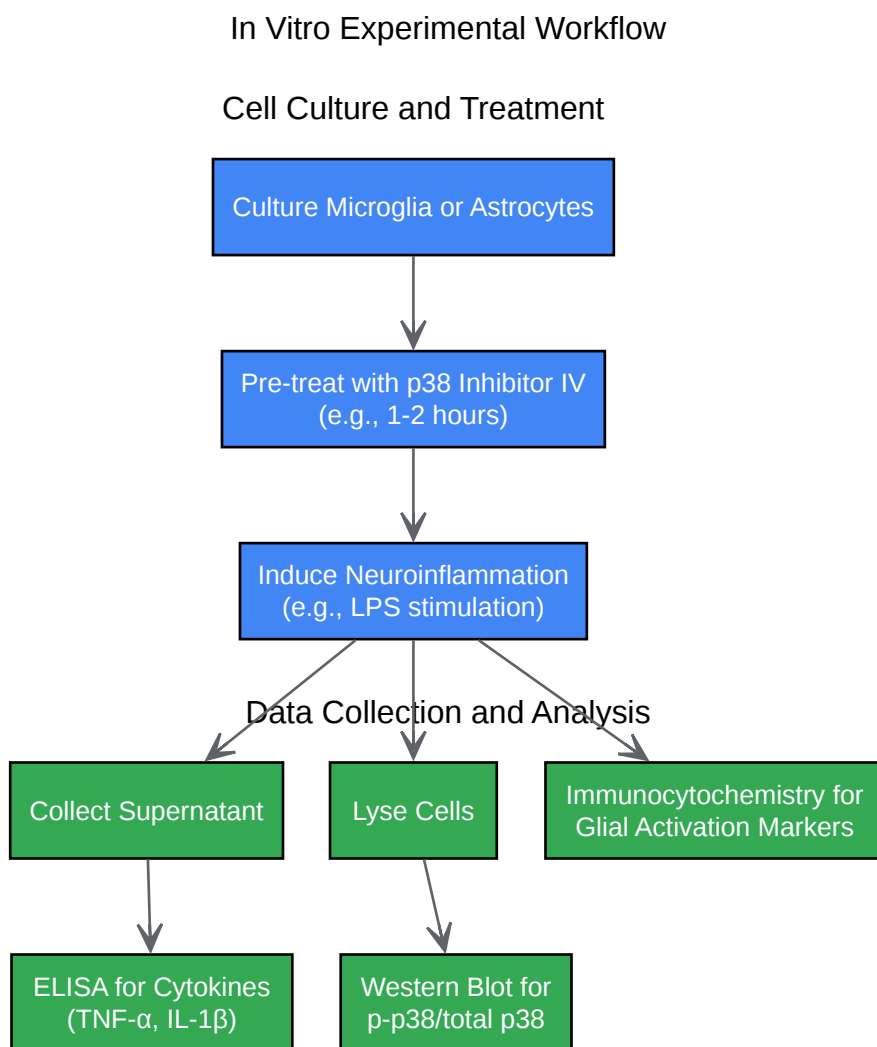 In Vitro Experimental Workflow
Cell Culture and Treatment
Culture Microglia or Astrocytes
Pre-treat with p38 Inhibitor IV
(e.g., 1-2 hours)
Induce Neuroinflammation
(e.g., LPS stimulation)
Data Collection and Analysis
Collect Supernatant
Lyse Cells
Immunocytochemistry for
Glial Activation Markers
ELISA for Cytokines
(TNF-α, IL-1β)
Western Blot for
p-p38/total p38